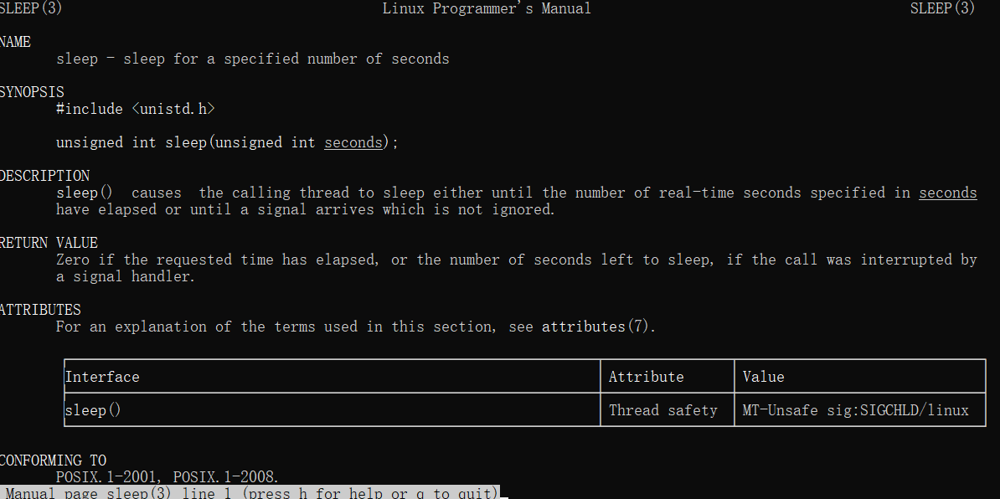 SLEEP(3) Linux Programmer's Manual SLEEP(3)
NAME
sleep - sleep for a specified number of seconds
SYNOPSIS
#include <unistd.h>
unsigned int sleep(unsigned int seconds);
DESCRIPTION
sleep() causes the calling thread to sleep either until the number of real-time seconds specified in seconds
have elapsed or until a signal arrives which is not ignored.
RETURN VALUE
Zero if the requested time has elapsed, or the number of seconds left to sleep, if the call was interrupted by
a signal handler.
ATTRIBUTES
For an explanation of the terms used in this section, see attributes(7).
Interface Attribute Value
sleep() Thread safety MT-Unsafe sig:SIGCHLD/linux
CONFORMING TO
POSIX.1-2001, POSIX.1-2008.
Manual page sleep(3) line 1 (press h for help or q to quit)